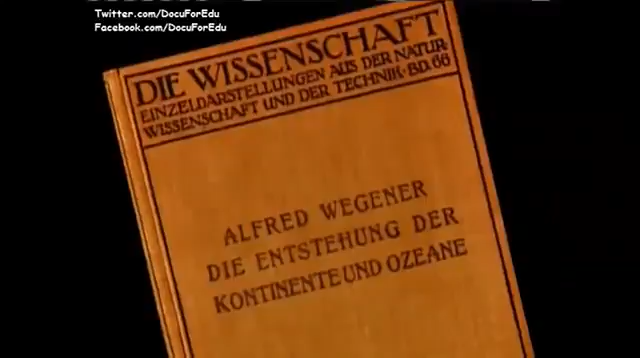 Twitter.com/DocuForEdu
Facebook.com/DocuForEdu
DIE WISSENSCHAFT
EINZELDARSTELLUNGEN AUS DER NATUR-
WISSENSCHAFT UND DER TECHNIK · BD. 66
ALFRED WEGENER
DIE ENTSTEHUNG DER
KONTINENTE UND OZEANE